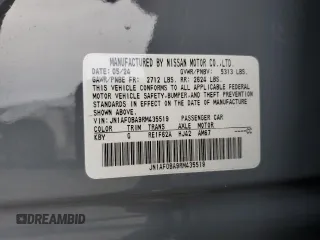 MANUFACTURED BY NISSAN MOTOR CO.,LTD.
DATE: 05/24 GVWR/PNBV: 5313 LBS.
GAWR/PNBE FR: 2712 LBS. RR: 2624 LBS.
THIS VEHICLE CONFORMS TO ALL APPLICABLE
FEDERAL MOTOR VEHICLE
SAFETY, BUMPER, AND THEFT PREVENTION
STANDARDS IN EFFECT ON THE DATE OF
MANUFACTURE SHOWN ABOVE.
VIN: JN1AF0BA9RM435519 PASSENGER CAR
COLOR TRIM TRANS AXLE MOTOR
KBY G RE1F62A HJA2 AM67
JN1AF0BA9RM435519
DREAMBID